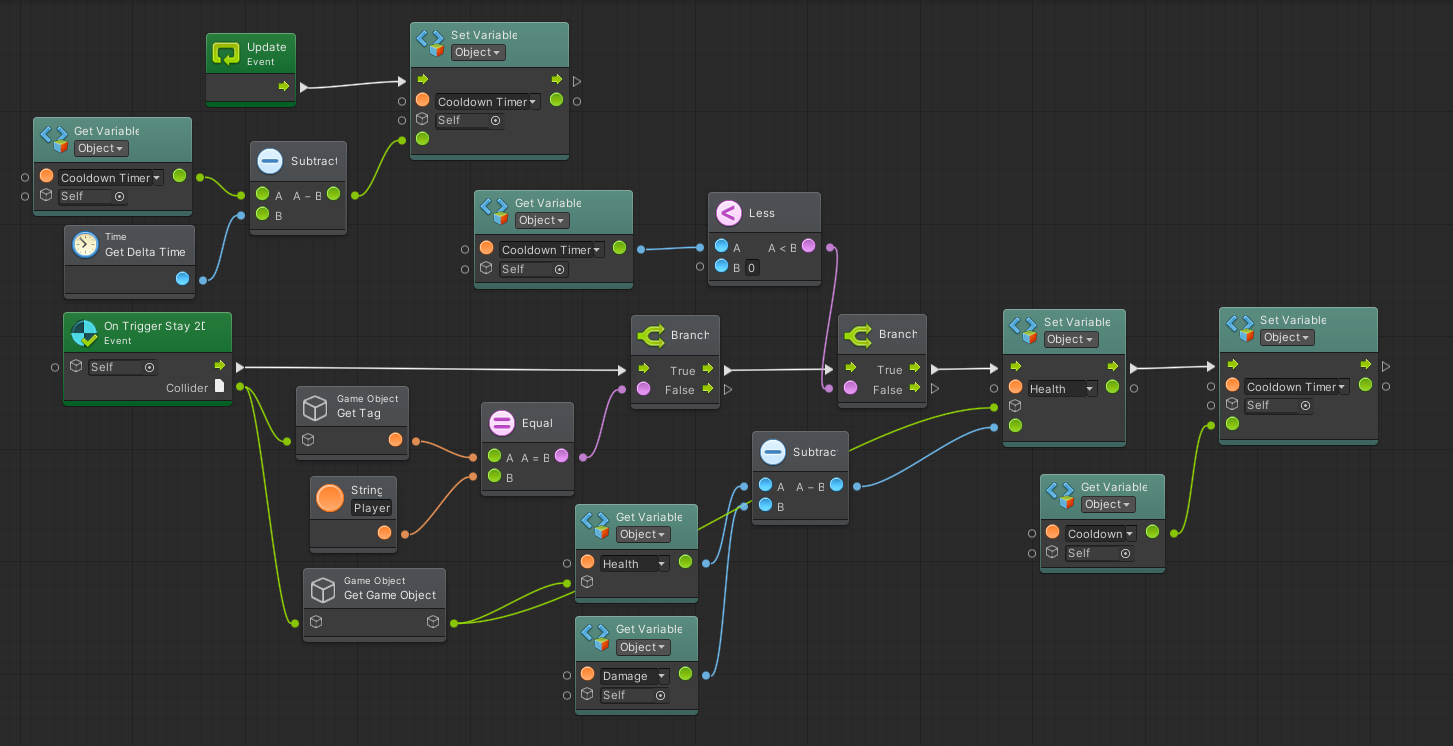 Update
Event
Set Variable
Object
Cooldown Timer
Self
Get Variable
Object
Cooldown Timer
Self
Subtract
A A − B
B
Time
Get Delta Time
Get Variable
Object
Cooldown Timer
Self
Less
A A < B
B 0
On Trigger Stay 2D
Event
Self
Collider
Game Object
Get Tag
String
Player
Equal
A A = B
B
Game Object
Get Game Object
Branch
True
False
Branch
True
False
Get Variable
Object
Health
Get Variable
Object
Damage
Self
Subtrac
A A − B
B
Set Variable
Object
Health
Set Variable
Object
Cooldown Timer
Self
Get Variable
Object
Cooldown
Self